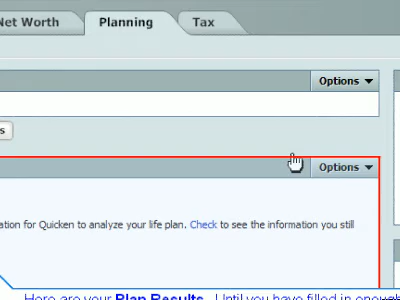 Net Worth Planning Tax
Options
s
Options
ation for Quicken to analyze your life plan. Check to see the information you still
Here are your Plan Results. Until you have filled in enough